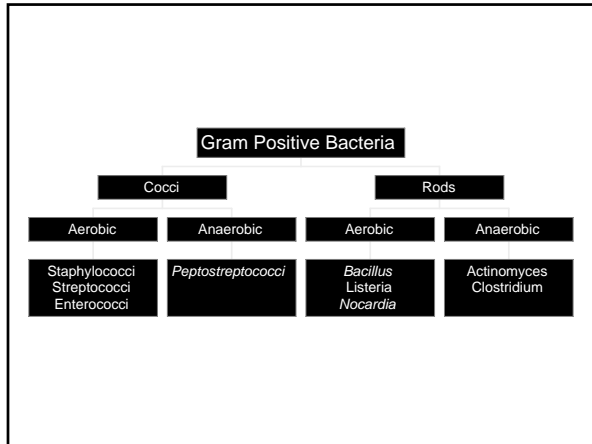 Gram Positive Bacteria
Cocci
Rods
Aerobic
Anaerobic
Aerobic
Anaerobic
Staphylococci
Streptococci
Enterococci
Peptostreptococci
Bacillus
Listeria
Nocardia
Actinomyces
Clostridium